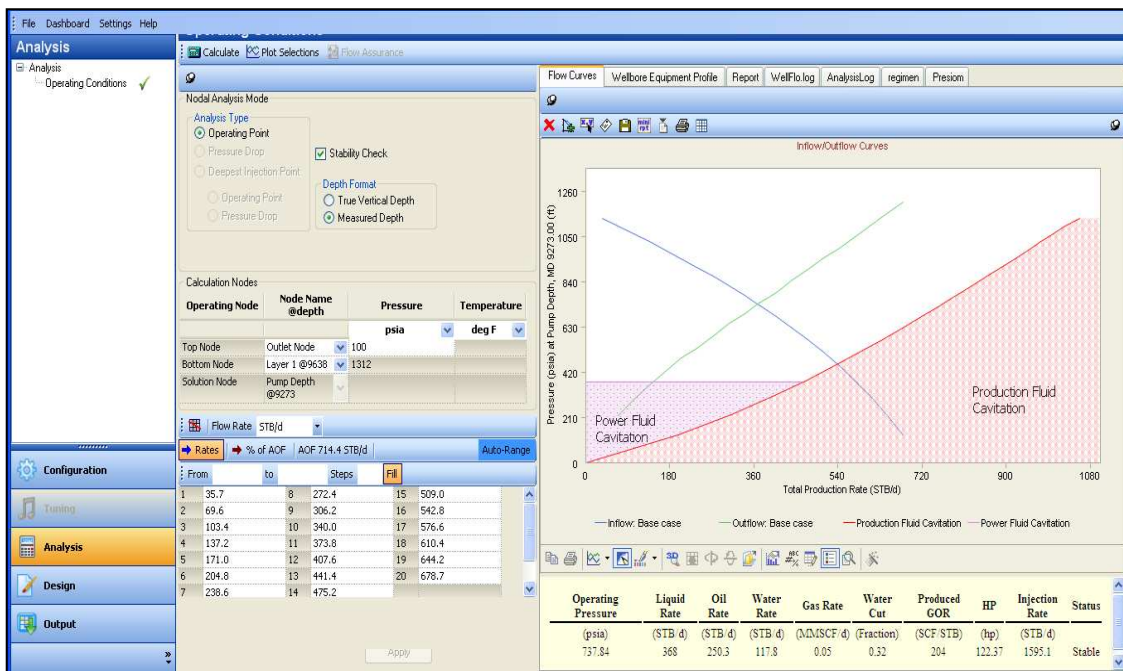 File Dashboard Settings Help
Analysis
Analysis
Operating Conditions
Operating Conditions
Calculate Plot Selections Flow Assurance
Nodal Analysis Mode
Analysis Type
Operating Point
Pressure Drop
Deepest Injection Point
Operating Point
Pressure Drop
Stability Check
Depth Format
True Vertical Depth
Measured Depth
Calculation Nodes
Operating Node Node Name @depth Pressure Temperature
psia deg F
Top Node Outlet Node 100
Bottom Node Layer 1 @9638 1312
Solution Node Pump Depth @9273
Flow Rate STB/d
Rates % of AOF AOF 714.4 STB/d Auto-Range
From to Steps Fill
1 35.7 8 272.4 15 509.0
2 69.6 9 306.2 16 542.8
3 103.4 10 340.0 17 576.6
4 137.2 11 373.8 18 610.4
5 171.0 12 407.6 19 644.2
6 204.8 13 441.4 20 678.7
7 238.6 14 475.2
Apply
Configuration
Tuning
Analysis
Design
Output
Flow Curves Wellbore Equipment Profile Report WellFlo.log AnalysisLog regimen Presiom
Inflow/Outflow Curves
Pressure (psia) at Pump Depth, MD 9273.00 (ft)
1260
1050
840
630
420
210
0
Power Fluid Cavitation
Production Fluid Cavitation
0 180 360 540 720 900 1080
Total Production Rate (STB/d)
Inflow: Base case Outflow: Base case Production Fluid Cavitation Power Fluid Cavitation
Operating Pressure Liquid Rate Oil Rate Water Rate Gas Rate Water Cut Produced GOR HP Injection Rate Status
(psia) (STB/d) (STB/d) (STB/d) (MMSCF/d) (Fraction) (SCF/STB) (hp) (STB/d)
737.84 368 250.3 117.8 0.05 0.32 204 122.37 1595.1 Stable